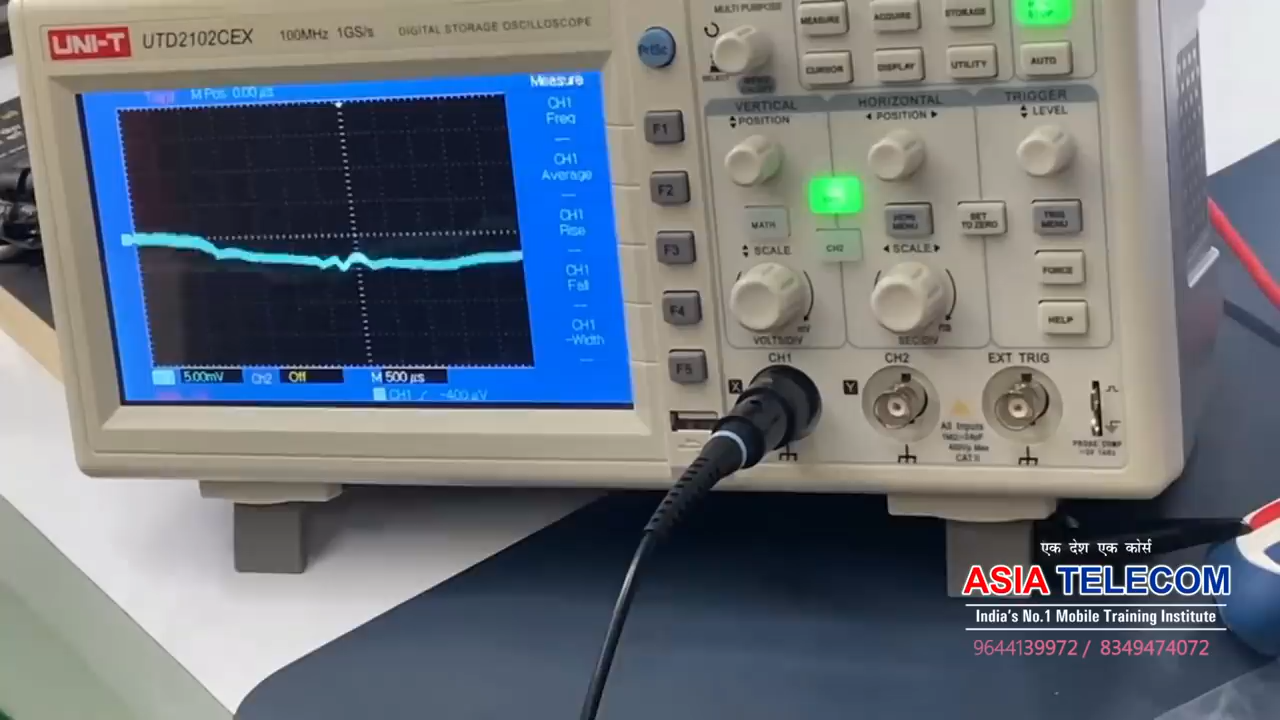 UNI-T UTD2102CEX 100MHz 1GS/s DIGITAL STORAGE OSCILLOSCOPE
M Pos 0.00 µs
Measure
CH1
Freq
CH1
Average
CH1
Rise
CH1
Fall
CH1
-Width
5.00mV Ch2 Off M 500 µs
CH1 -400 µV
PrtSc
F1
F2
F3
F4
F5
MULTI PURPOSE
SELECT
MEASURE
ACQUIRE
STORAGE
CURSOR
DISPLAY
UTILITY
AUTO
VERTICAL
POSITION
MATH
CH2
SCALE
VOLTS/DIV
HORIZONTAL
POSITION
MENU
SET
TO ZERO
SCALE
SEC/DIV
TRIGGER
LEVEL
TRIG
MENU
FORCE
HELP
CH1
CH2
EXT TRIG
X
Y
All Inputs
CAT II
एक देश एक कोर्स
ASIA TELECOM
India's No.1 Mobile Training Institute
9644139972 / 8349474072